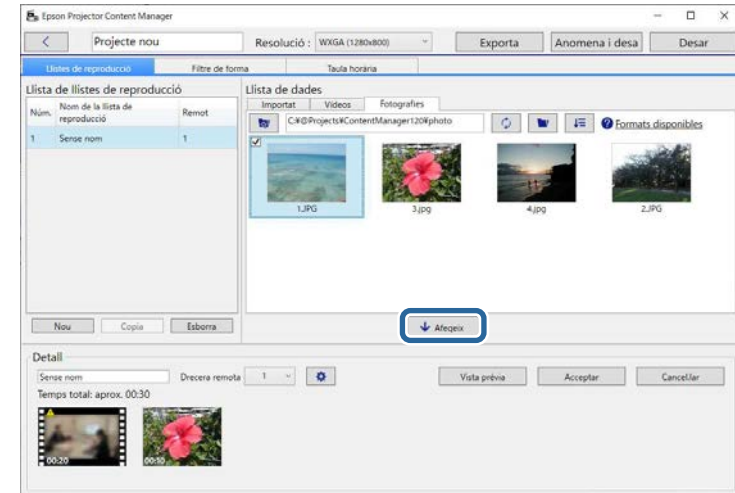 Epson Projector Content Manager
Projecte nou
Resolució :
WXGA (1280x800)
Exporta
Anomena i desa
Desar
Llistes de reproducció
Filtre de forma
Taula horària
Llista de llistes de reproducció
Llista de dades
Núm.
Nom de la llista de reproducció
Remot
1
Sense nom
1
Importat
Vídeos
Fotografies
C:¥@Projects¥ContentManager120¥photo
Formats disponibles
1.JPG
3.jpg
4.jpg
2.JPG
Nou
Copia
Esborra
Afegeix
Detall
Sense nom
Drecera remota
1
Vista prèvia
Acceptar
Cancel·lar
Temps total: aprox. 00:30
00:20
00:10